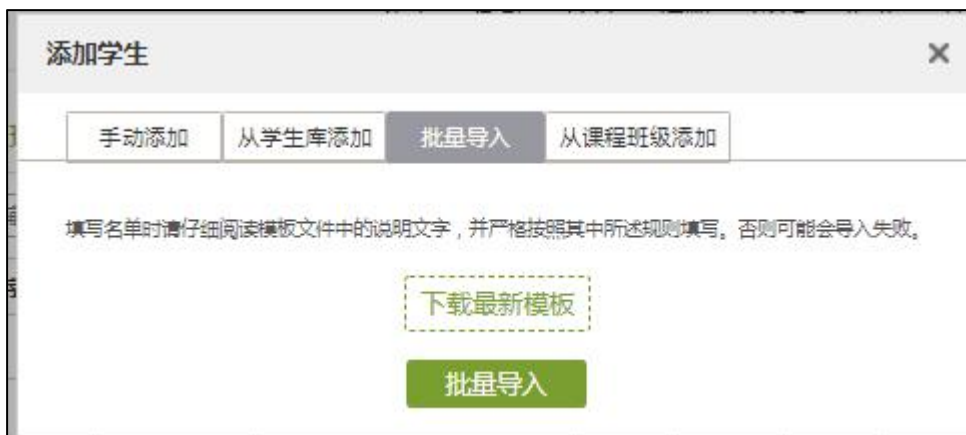 添加学生
×
手动添加 从学生库添加 批量导入 从课程班级添加
填写名单时请仔细阅读模板文件中的说明文字，并严格按照其中所述规则填写。否则可能会导入失败。
下载最新模板
批量导入